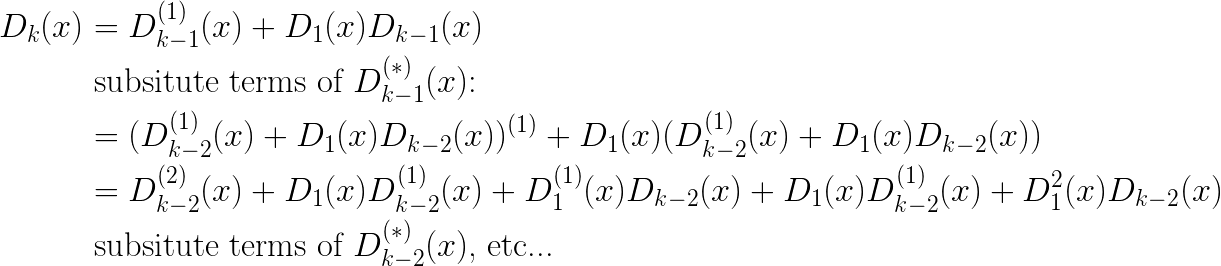 $D_k(x) = D_{k-1}^{(1)}(x) + D_1(x)D_{k-1}(x)$
subsitute terms of $D_{k-1}^{(*)}(x)$:
$= (D_{k-2}^{(1)}(x) + D_1(x)D_{k-2}(x))^{(1)} + D_1(x)(D_{k-2}^{(1)}(x) + D_1(x)D_{k-2}(x))$
$= D_{k-2}^{(2)}(x) + D_1(x)D_{k-2}^{(1)}(x) + D_1^{(1)}(x)D_{k-2}(x) + D_1(x)D_{k-2}^{(1)}(x) + D_1^2(x)D_{k-2}(x)$
subsitute terms of $D_{k-2}^{(*)}(x)$, etc...